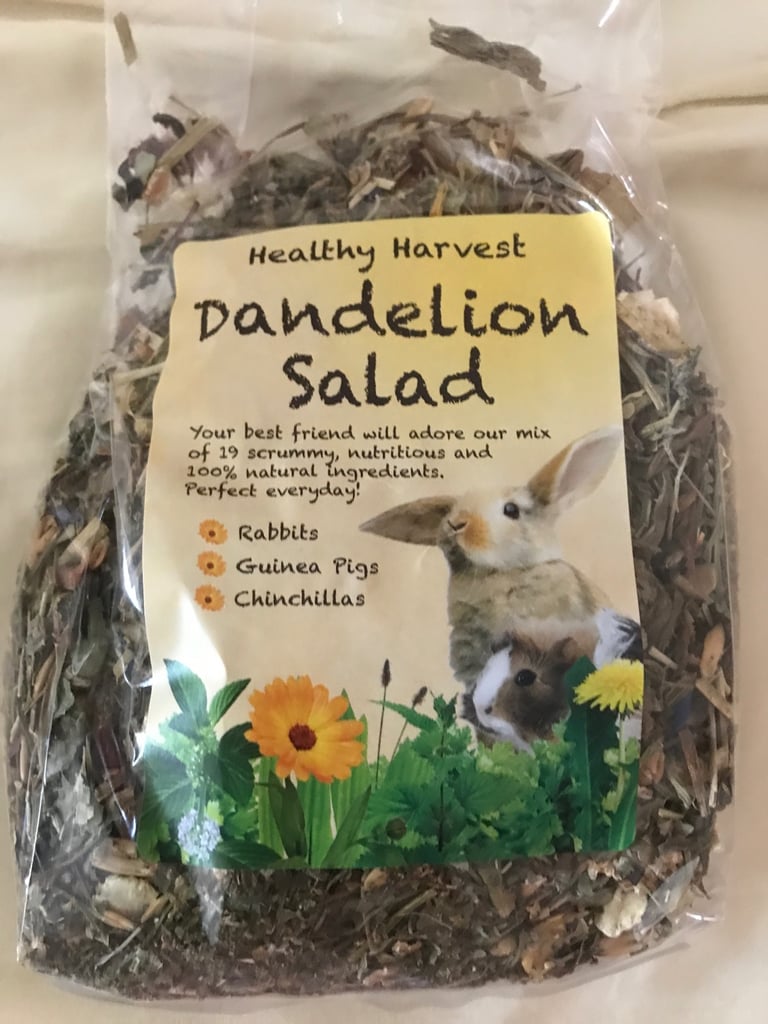 Healthy Harvest
Dandelion
Salad
Your best friend will adore our mix
of 19 scrummy, nutritious and
100% natural ingredients.
Perfect everyday!
Rabbits
Guinea Pigs
Chinchillas